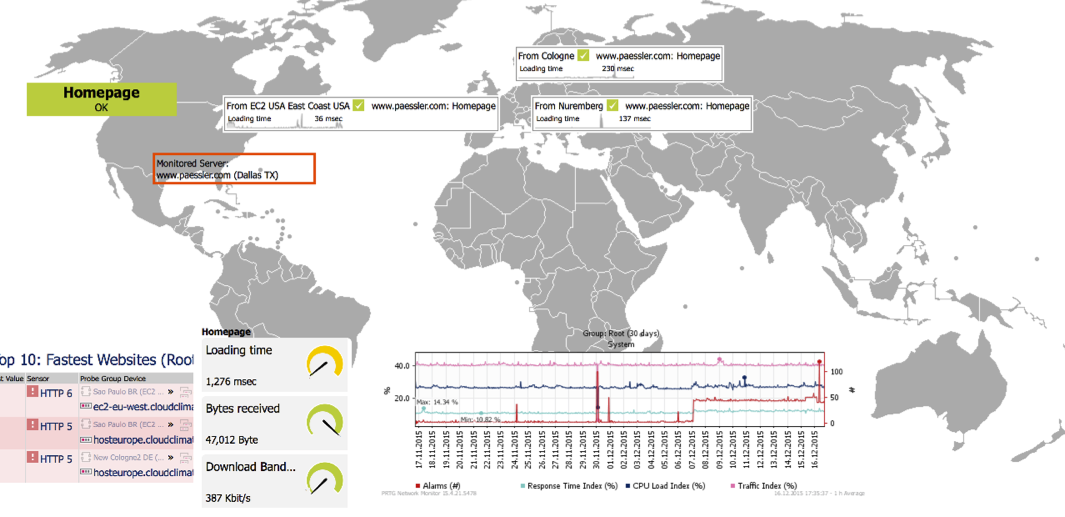 From Cologne www.paessler.com: Homepage
Loading time 230 msec
Homepage
OK
From EC2 USA East Coast USA www.paessler.com: Homepage
Loading time 36 msec
From Nuremberg www.paessler.com: Homepage
Loading time 137 msec
Monitored Server:
www.paessler.com (Dallas TX)
op 10: Fastest Websites (Root
t Value Sensor Probe Group Device
HTTP 6 Sao Paulo BR (EC2 ... »
ec2-eu-west.cloudclima
HTTP 5 Sao Paulo BR (EC2 ... »
hosteurope.cloudclimat
HTTP 5 Now Cologne2 DE (... »
hosteurope.cloudclimat
Homepage
Loading time
1,276 msec
Bytes received
47,012 Byte
Download Band...
387 Kbit/s
Group: Root (30 days)
System
40.0
20.0
%
100
50
0
#
Max: 14.34 %
Min: 10.82 %
17.11.2015
18.11.2015
19.11.2015
20.11.2015
21.11.2015
22.11.2015
23.11.2015
24.11.2015
25.11.2015
26.11.2015
27.11.2015
28.11.2015
29.11.2015
30.11.2015
01.12.2015
02.12.2015
03.12.2015
04.12.2015
05.12.2015
06.12.2015
07.12.2015
08.12.2015
09.12.2015
10.12.2015
11.12.2015
12.12.2015
13.12.2015
14.12.2015
15.12.2015
16.12.2015
Alarms (#) Response Time Index (%) CPU Load Index (%) Traffic Index (%)
PRTG Network Monitor 15.4.21.5476 16.12.2015 17:35:37 - 1 h Average